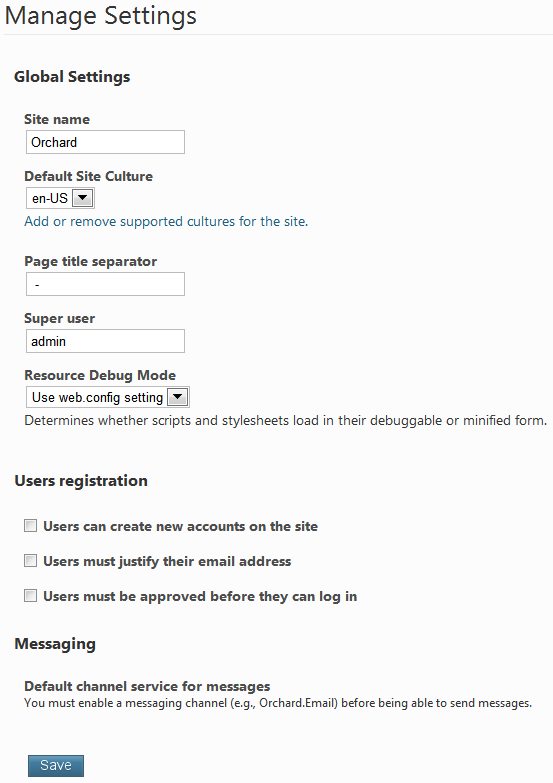 Manage Settings
Global Settings
Site name
Orchard
Default Site Culture
en-US
Add or remove supported cultures for the site.
Page title separator
-
Super user
admin
Resource Debug Mode
Use web.config setting
Determines whether scripts and stylesheets load in their debuggable or minified form.
Users registration
Users can create new accounts on the site
Users must justify their email address
Users must be approved before they can log in
Messaging
Default channel service for messages
You must enable a messaging channel (e.g., Orchard.Email) before being able to send messages.
Save